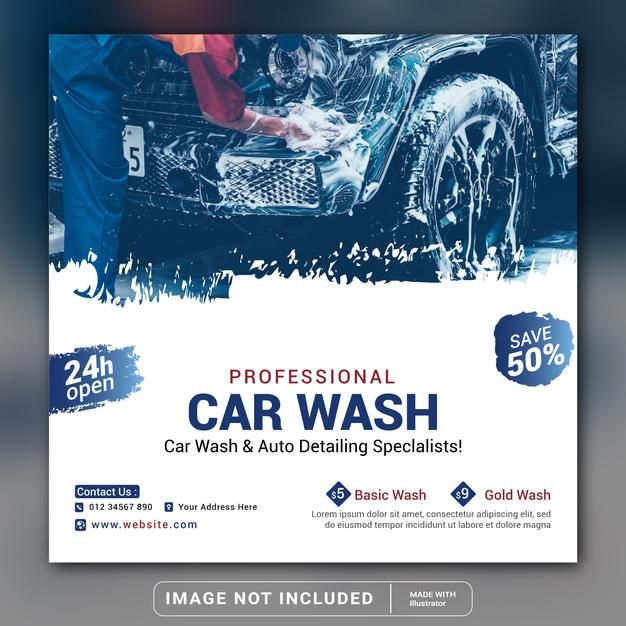 5
24h
open
SAVE
50%
PROFESSIONAL
CAR WASH
Car Wash & Auto Detailing Specialists!
Contact Us :
012 34567 890 Your Address Here
www.website.com
$5 Basic Wash $9 Gold Wash
Lorem ipsum dolor sit amet, consectetur adipiscing elit, sed
do eiusmod tempor incididunt ut labore et dolore magna
IMAGE NOT INCLUDED
MADE WITH
illustrator